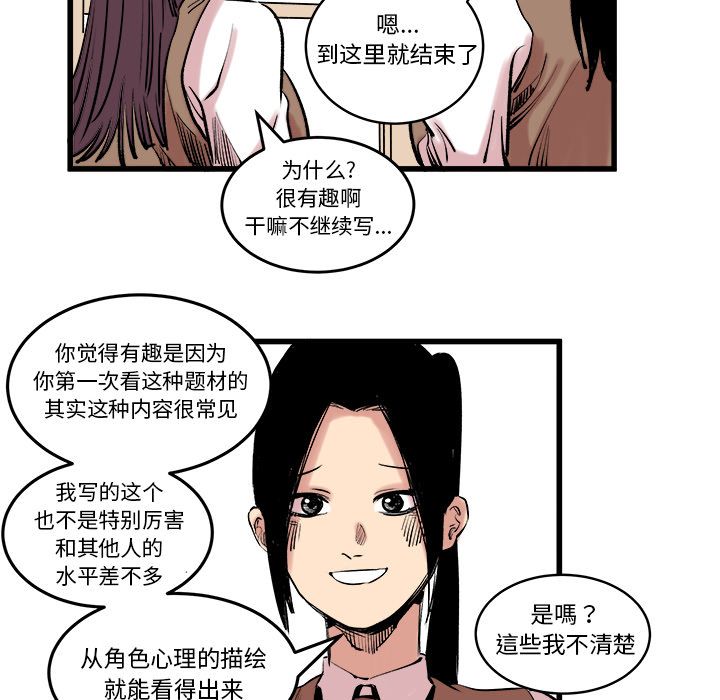 嗯...
到这里就结束了
为什么?
很有趣啊
干嘛不继续写...
你觉得有趣是因为
你第一次看这种题材的
其实这种内容很常见
我写的这个
也不是特别厉害
和其他人的
水平差不多
从角色心理的描绘
就能看得出来
是嗎？
這些我不清楚